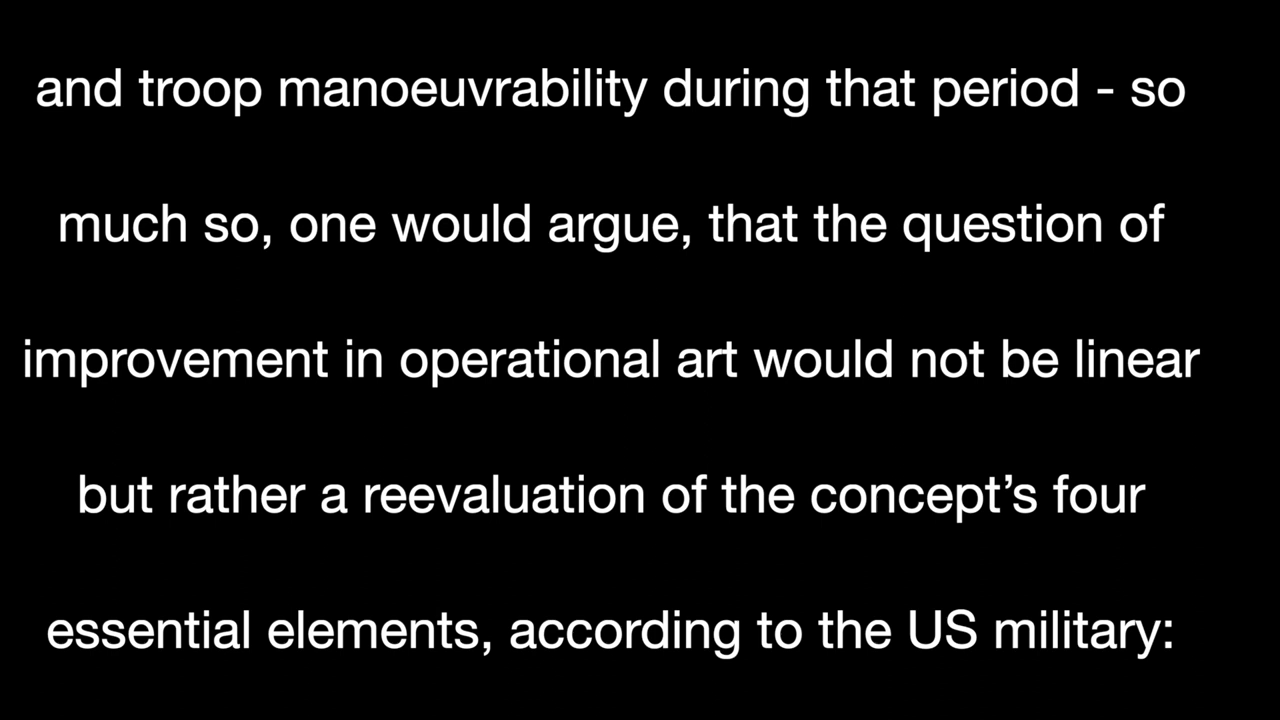 and troop manoeuvrability during that period - so
much so, one would argue, that the question of
improvement in operational art would not be linear
but rather a reevaluation of the concept’s four
essential elements, according to the US military: